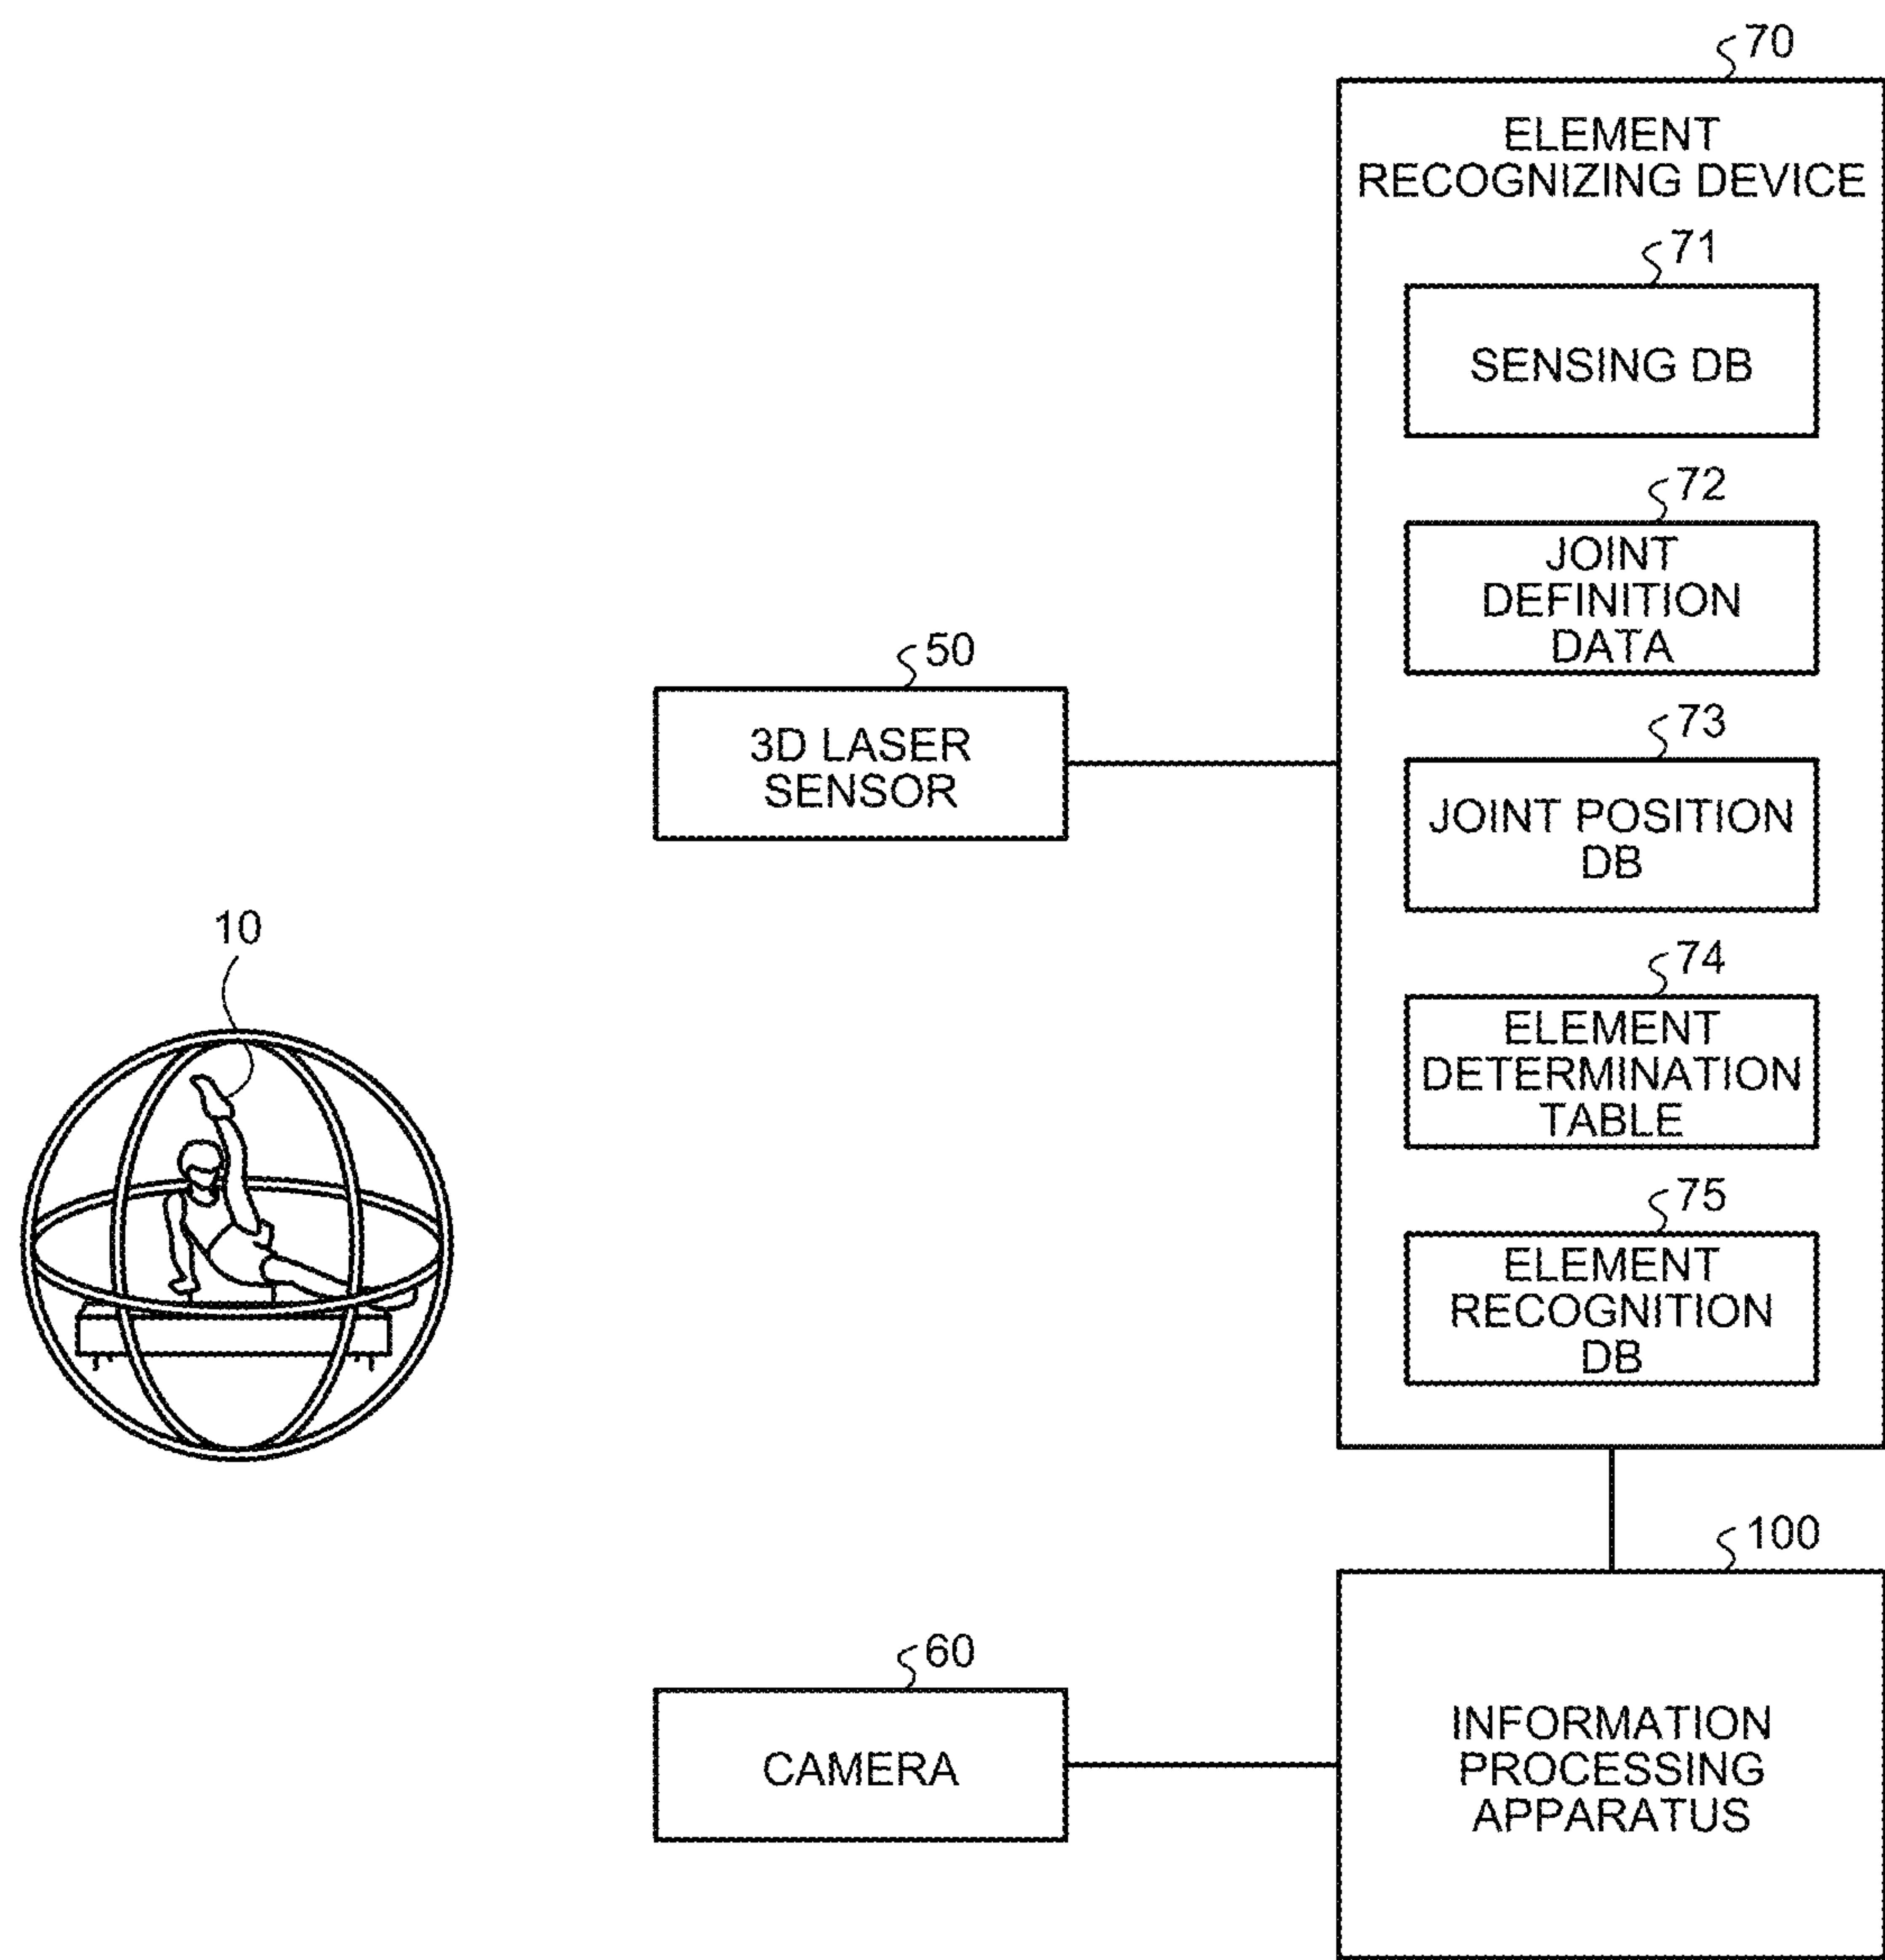 70
ELEMENT
RECOGNIZING DEVICE
71
SENSING DB
72
JOINT
DEFINITION
DATA
50
3D LASER
SENSOR
73
JOINT POSITION
DB
10
74
ELEMENT
DETERMINATION
TABLE
75
ELEMENT
RECOGNITION
DB
100
INFORMATION
PROCESSING
APPARATUS
60
CAMERA